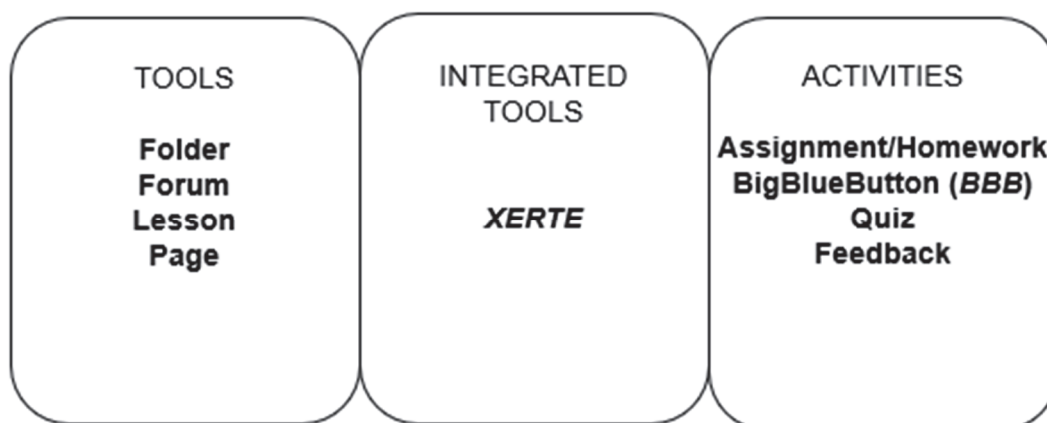 TOOLS
Folder
Forum
Lesson
Page
INTEGRATED
TOOLS
XERTE
ACTIVITIES
Assignment/Homework
BigBlueButton (BBB)
Quiz
Feedback